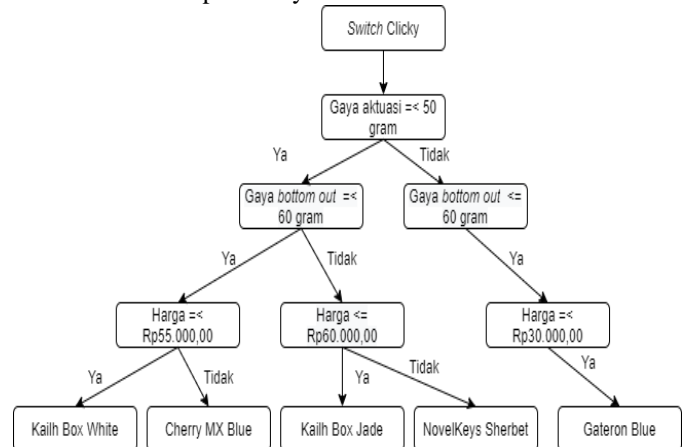 Switch Clicky
Gaya aktuasi =< 50
gram
Ya
Tidak
Gaya bottom out =<
60 gram
Gaya bottom out <=
60 gram
Ya
Tidak
Ya
Harga =<
Rp55.000,00
Harga <=
Rp60.000,00
Harga =<
Rp30.000,00
Ya
Tidak
Ya
Tidak
Ya
Kailh Box White
Cherry MX Blue
Kailh Box Jade
NovelKeys Sherbet
Gateron Blue